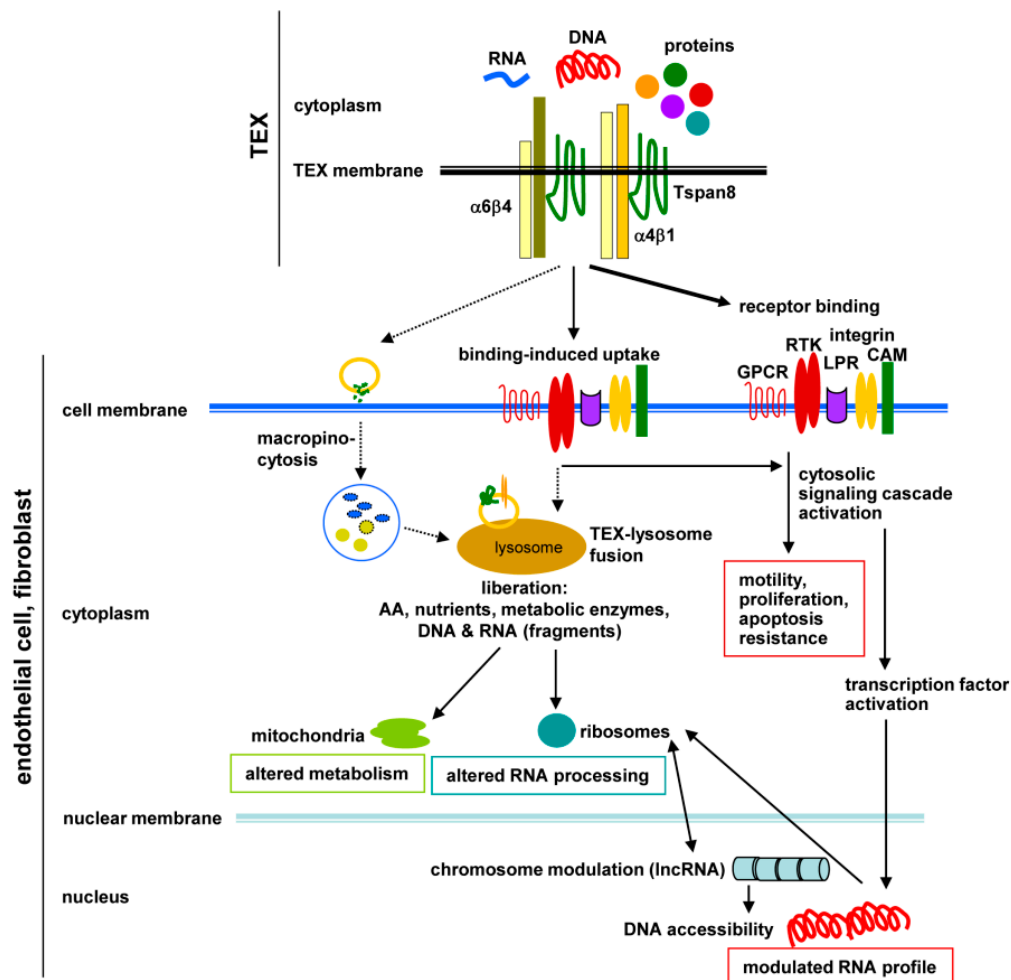 TEX
RNA
DNA
proteins
cytoplasm
TEX membrane
α6β4
Tspan8
α4β1
receptor binding
binding-induced uptake
GPCR
RTK
LPR
integrin
CAM
endothelial cell, fibroblast
cell membrane
macropino-
cytosis
cytosolic
signaling cascade
activation
lysosome
TEX-lysosome
fusion
liberation:
AA, nutrients, metabolic enzymes,
DNA & RNA (fragments)
motility,
proliferation,
apoptosis
resistance
cytoplasm
transcription factor
activation
mitochondria
ribosomes
altered metabolism
altered RNA processing
nuclear membrane
chromosome modulation (lncRNA)
nucleus
DNA accessibility
modulated RNA profile